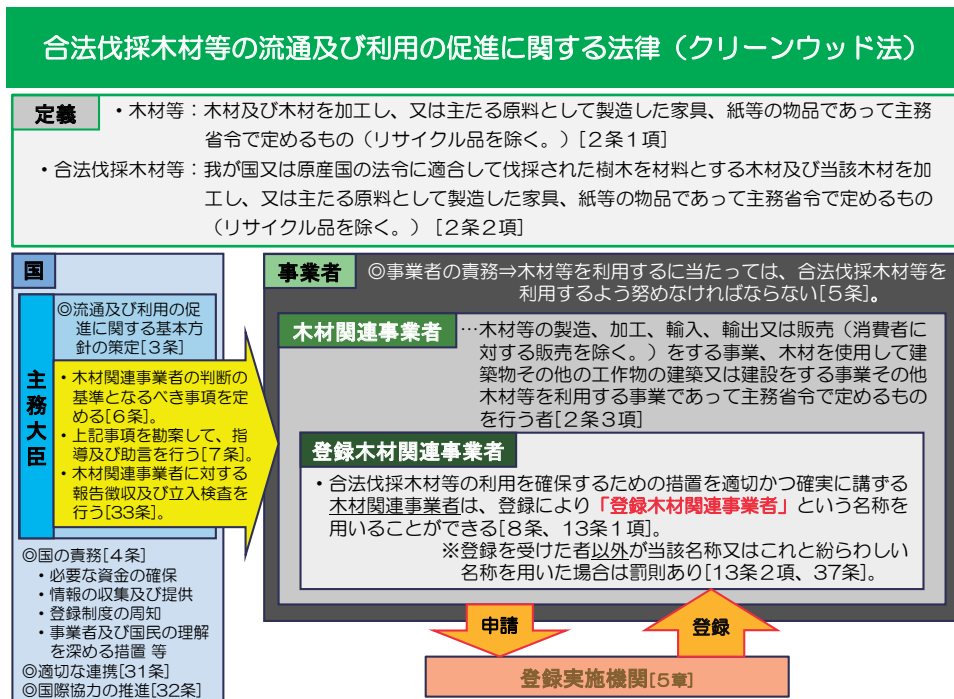 合法伐採木材等の流通及び利用の促進に関する法律（クリーンウッド法）
定義
・木材等：木材及び木材を加工し、又は主たる原料として製造した家具、紙等の物品であって主務
省令で定めるもの（リサイクル品を除く。）[２条１項]
・合法伐採木材等：我が国又は原産国の法令に適合して伐採された樹木を材料とする木材及び当該木材を加
工し、又は主たる原料として製造した家具、紙等の物品であって主務省令で定めるもの
（リサイクル品を除く。） [２条２項]
国
主務大臣
◎流通及び利用の促
進に関する基本方
針の策定[３条]
・木材関連事業者の判断の
基準となるべき事項を定
める[６条]。
・上記事項を勘案して、指
導及び助言を行う[７条]。
・木材関連事業者に対する
報告徴収及び立入検査を
行う[33条]。
◎国の責務[４条]
・必要な資金の確保
・情報の収集及び提供
・登録制度の周知
・事業者及び国民の理解
を深める措置 等
◎適切な連携[31条]
◎国際協力の推進[32条]
事業者
◎事業者の責務⇒木材等を利用するに当たっては、合法伐採木材等を
利用するよう努めなければならない[５条]。
木材関連事業者
…木材等の製造、加工、輸入、輸出又は販売（消費者に
対する販売を除く。）をする事業、木材を使用して建
築物その他の工作物の建築又は建設をする事業その他
木材等を利用する事業であって主務省令で定めるもの
を行う者[２条３項]
登録木材関連事業者
・合法伐採木材等の利用を確保するための措置を適切かつ確実に講する
木材関連事業者は、登録により「登録木材関連事業者」という名称を
用いることができる[８条、13条１項]。
※登録を受けた者以外が当該名称又はこれと紛らわしい
名称を用いた場合は罰則あり[13条２項、37条]。
申請
登録
登録実施機関[５章]